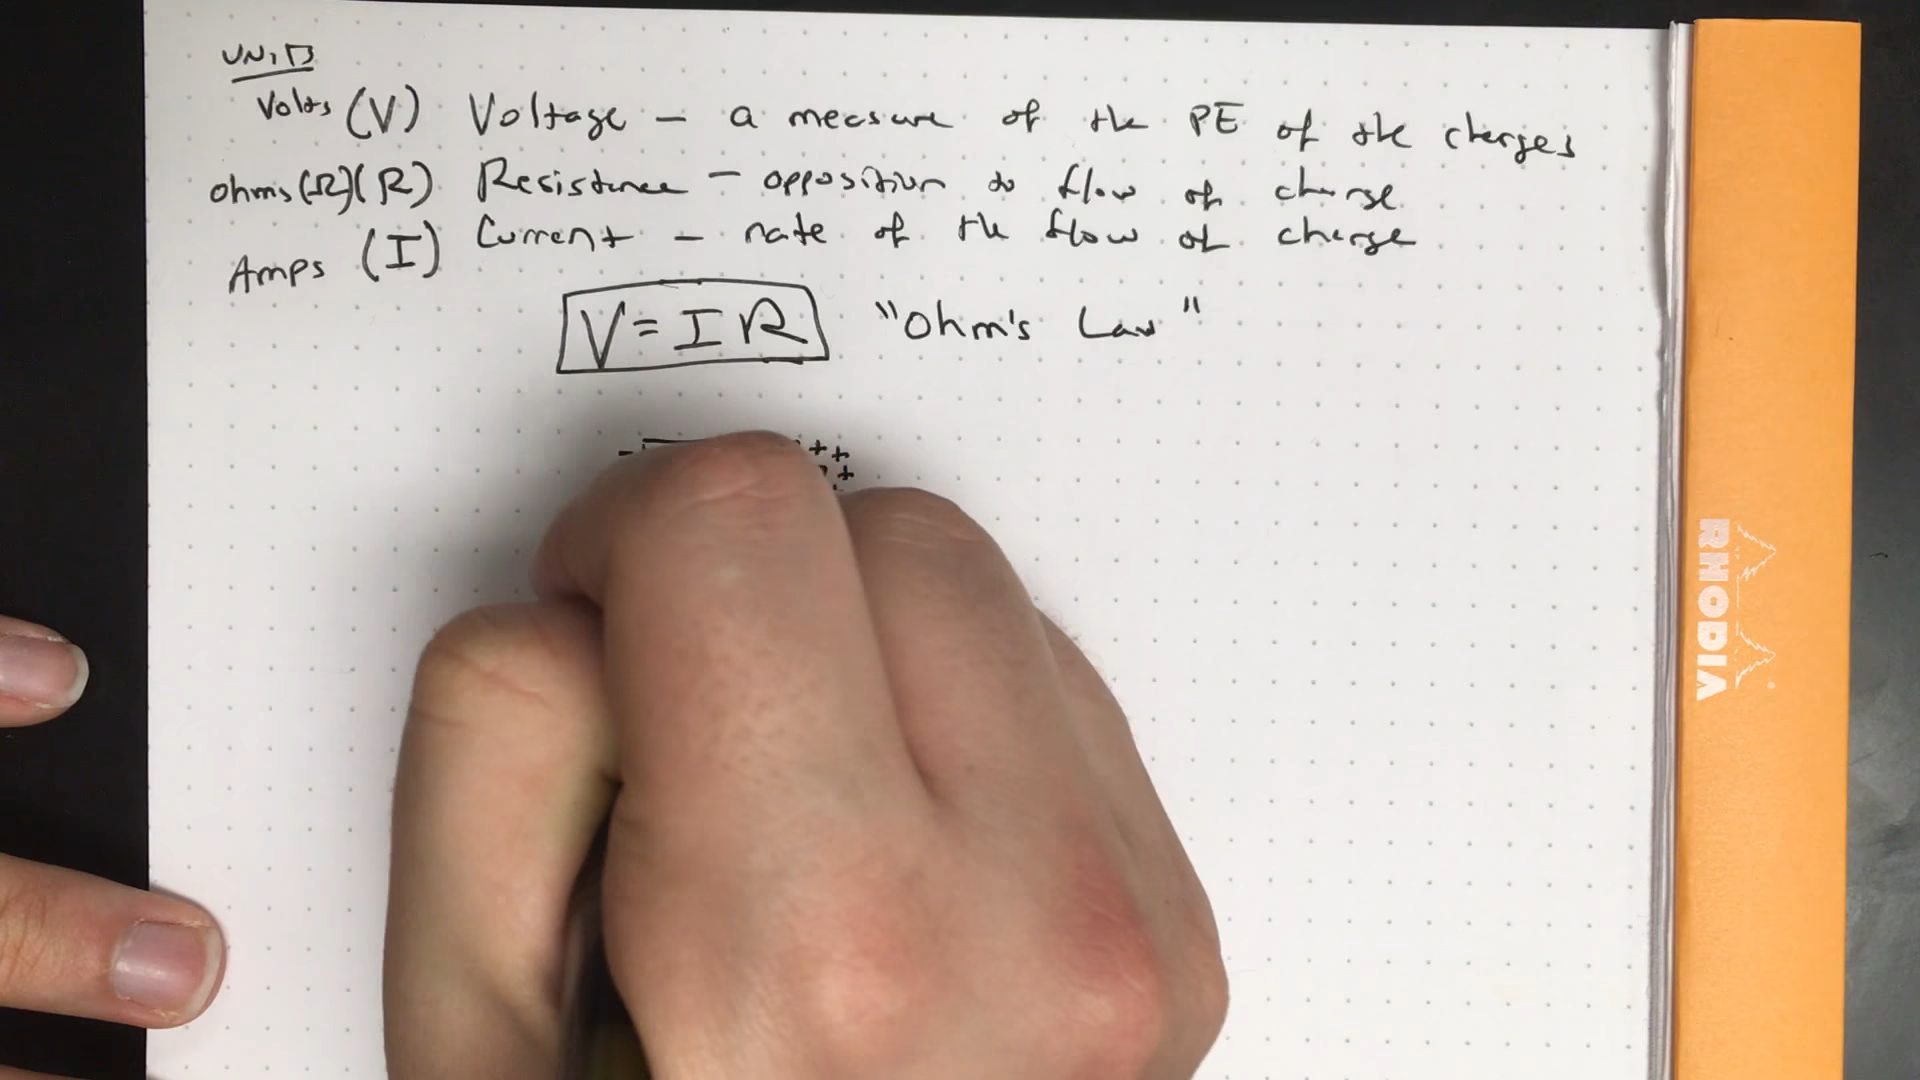 UNITS
Volts (V) Voltage - a measure of the PE of the charges
ohms (Ω) (R) Resistance - opposition to flow of charge
Amps (I) Current - rate of the flow of charge
V = I R "Ohm's Law"
- + +
+
RHODIA